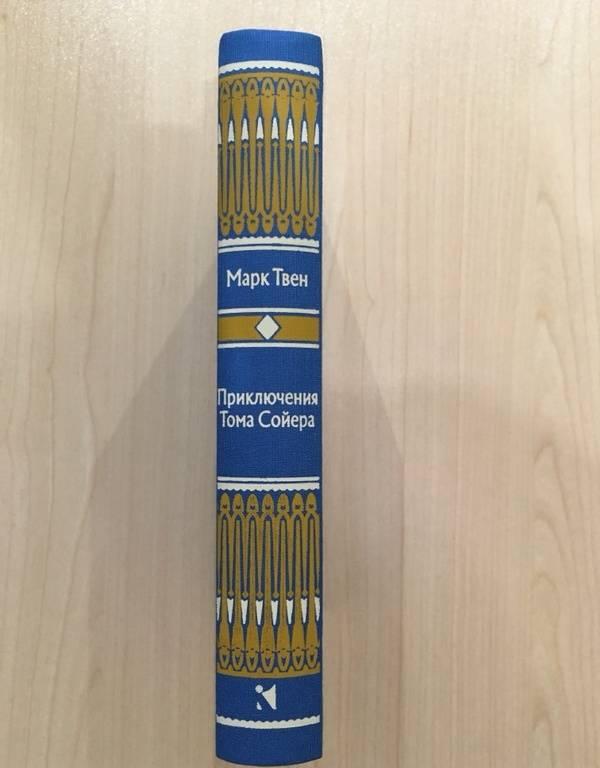 Марк Твен
Приключения
Тома Сойера